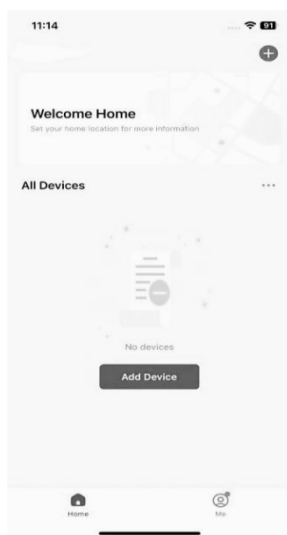 11:14
91
Welcome Home
Set your home location for more information
All Devices
No devices
Add Device
Home
Me